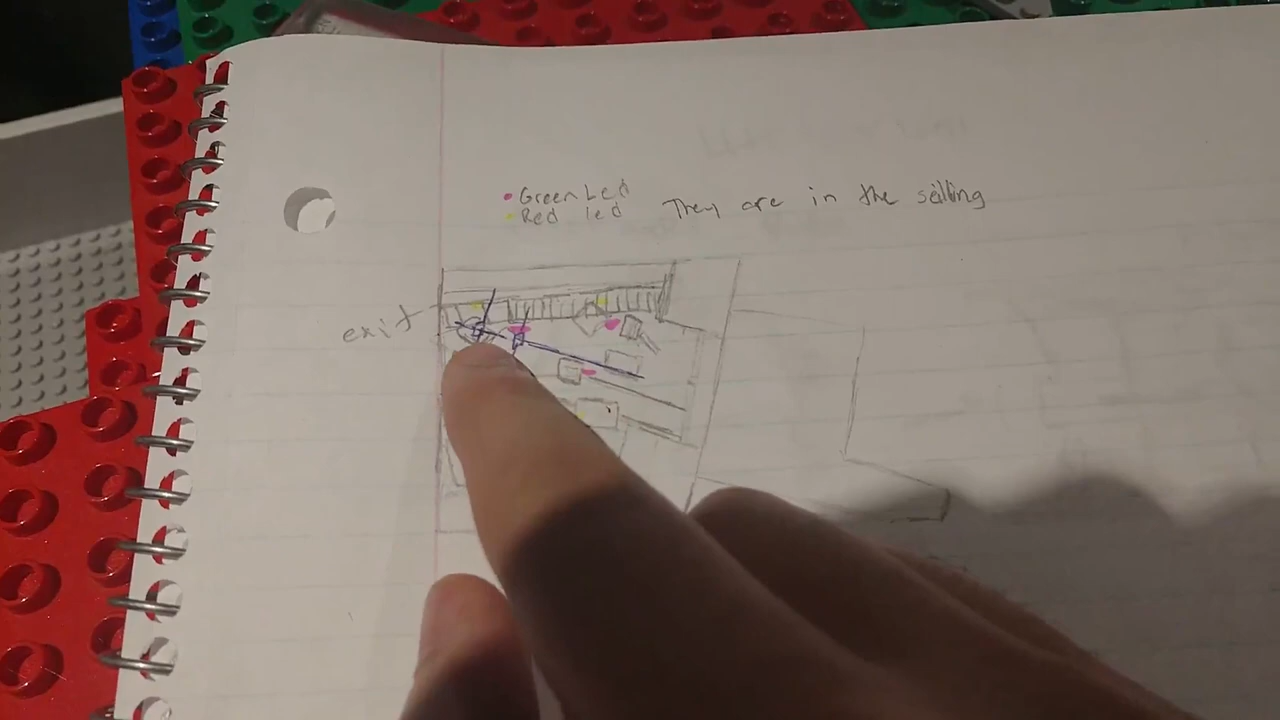 Green Led
Red led
They are in the seiling
exit